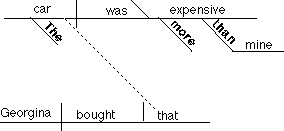 car was expensive
The more than
mine
Georgina bought that